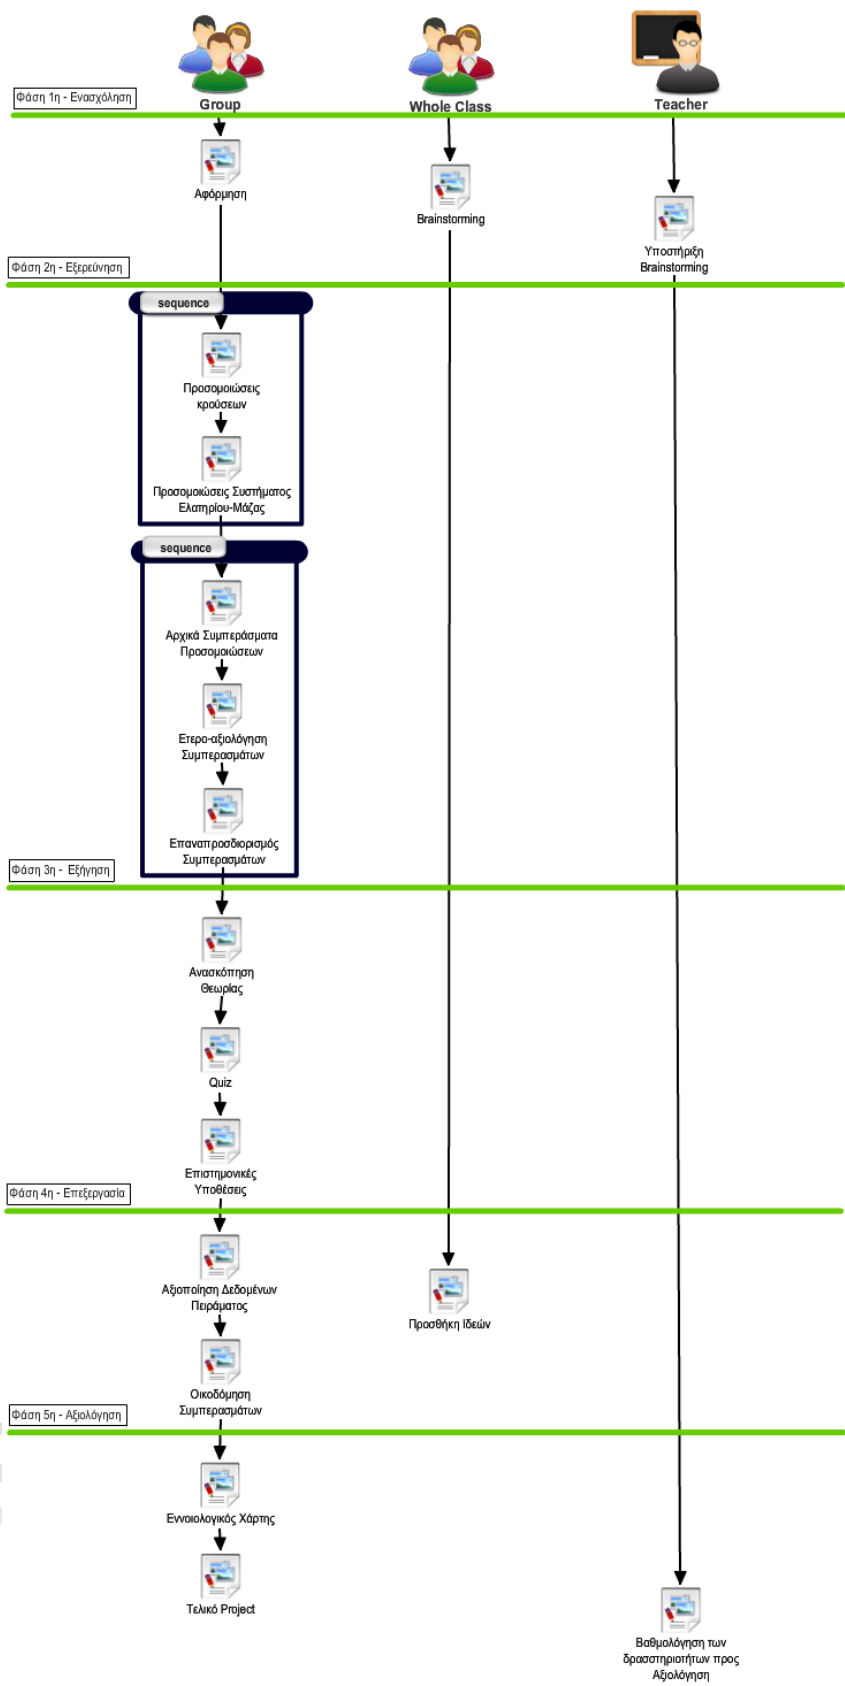 Group
Whole Class
Teacher
Φάση 1η - Ενασχόληση
Αφόρμηση
Brainstorming
Υποστήριξη
Brainstorming
Φάση 2η - Εξερεύνηση
sequence
Προσομοιώσεις
κρούσεων
Προσομοιώσεις Συστήματος
Ελατηρίου-Μάζας
sequence
Αρχικά Συμπεράσματα
Προσομοιώσεων
Ετερο-αξιολόγηση
Συμπερασμάτων
Επαναπροσδιορισμός
Συμπερασμάτων
Φάση 3η - Εξήγηση
Ανασκόπηση
Θεωρίας
Quiz
Επιστημονικές
Υποθέσεις
Φάση 4η - Επεξεργασία
Αξιοποίηση Δεδομένων
Πειράματος
Προσθήκη Ιδεών
Οικοδόμηση
Συμπερασμάτων
Φάση 5η - Αξιολόγηση
Εννοιολογικός Χάρτης
Τελικό Project
Βαθμολόγηση των
δρασστηριοτήτων προς
Αξιολόγηση